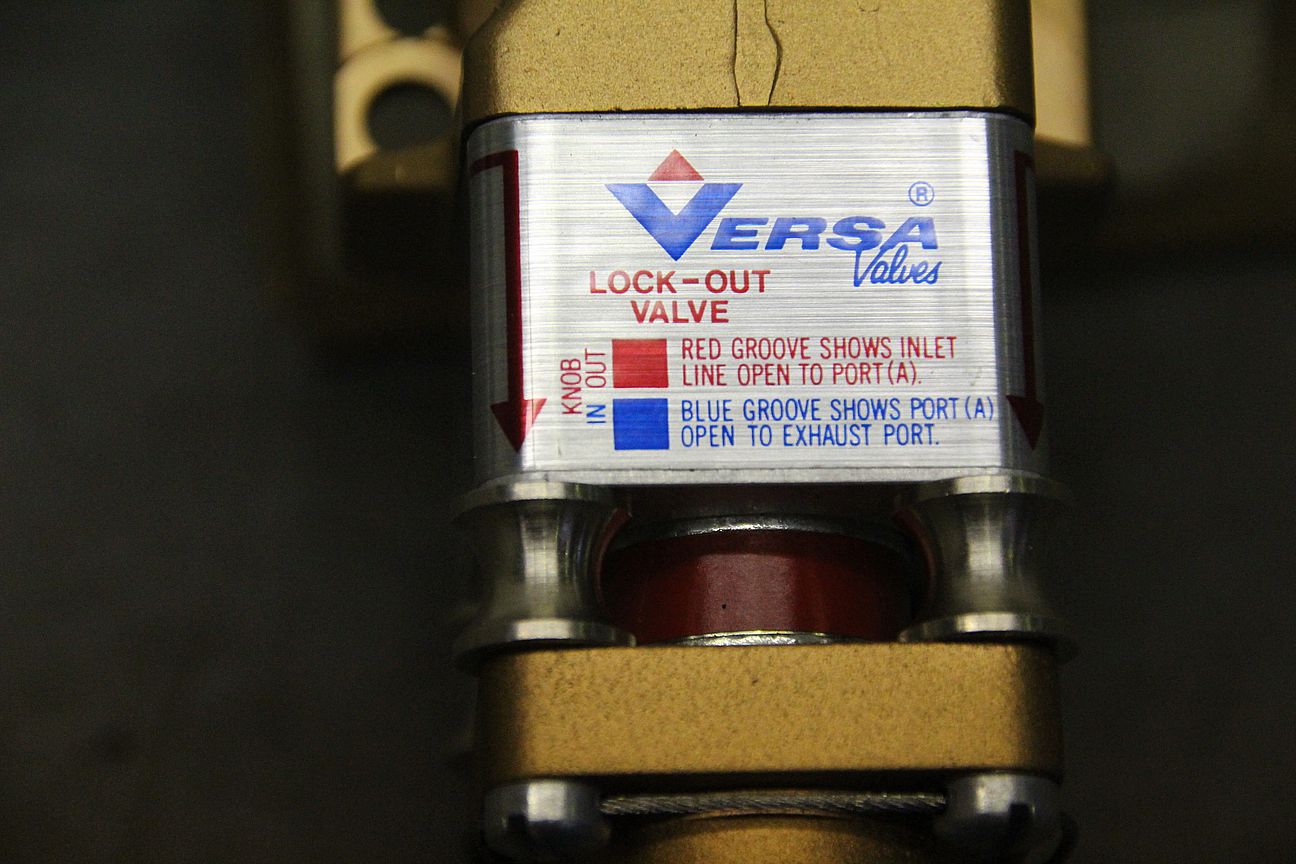 VERSA ®
Valves
LOCK-OUT
VALVE
KNOB
OUT
IN
RED GROOVE SHOWS INLET
LINE OPEN TO PORT (A).
BLUE GROOVE SHOWS PORT (A)
OPEN TO EXHAUST PORT.